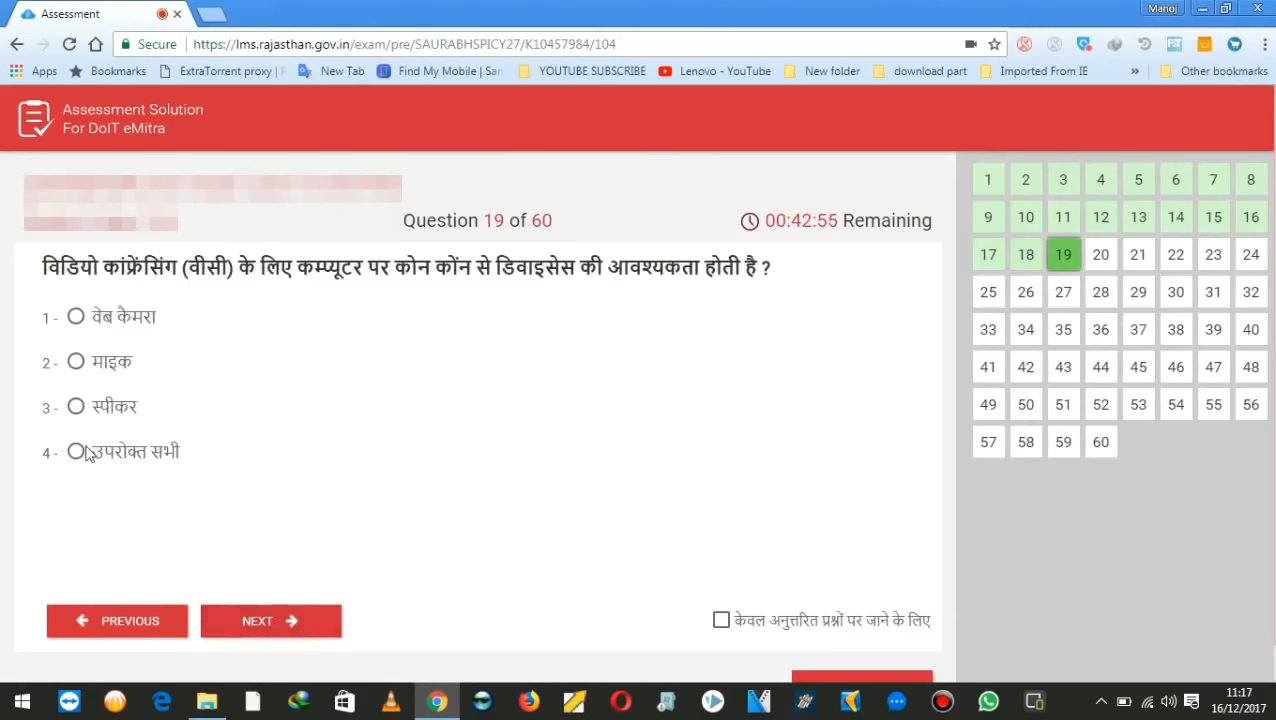 Assessment
Manoj
Secure
https://lms.rajasthan.gov.in/exam/pre/SAURABHSPICY27/K10457984/104
Apps Bookmarks ExtraTorrent proxy | F New Tab Find My Mobile | San YOUTUBE SUBSCRIBE Lenovo - YouTube New folder download part Imported From IE » Other bookmarks
Assessment Solution
For DoIT eMitra
Question 19 of 60
00:42:55 Remaining
विडियो कांफ्रेंसिंग (वीसी) के लिए कम्प्यूटर पर कोन कोंन से डिवाइसेस की आवश्यकता होती है ?
1 - वेब कैमरा
2 - माइक
3 - स्पीकर
4 - उपरोक्त सभी
PREVIOUS NEXT
केवल अनुत्तरित प्रश्नों पर जाने के लिए
1 2 3 4 5 6 7 8
9 10 11 12 13 14 15 16
17 18 19 20 21 22 23 24
25 26 27 28 29 30 31 32
33 34 35 36 37 38 39 40
41 42 43 44 45 46 47 48
49 50 51 52 53 54 55 56
57 58 59 60
11:17
16/12/2017